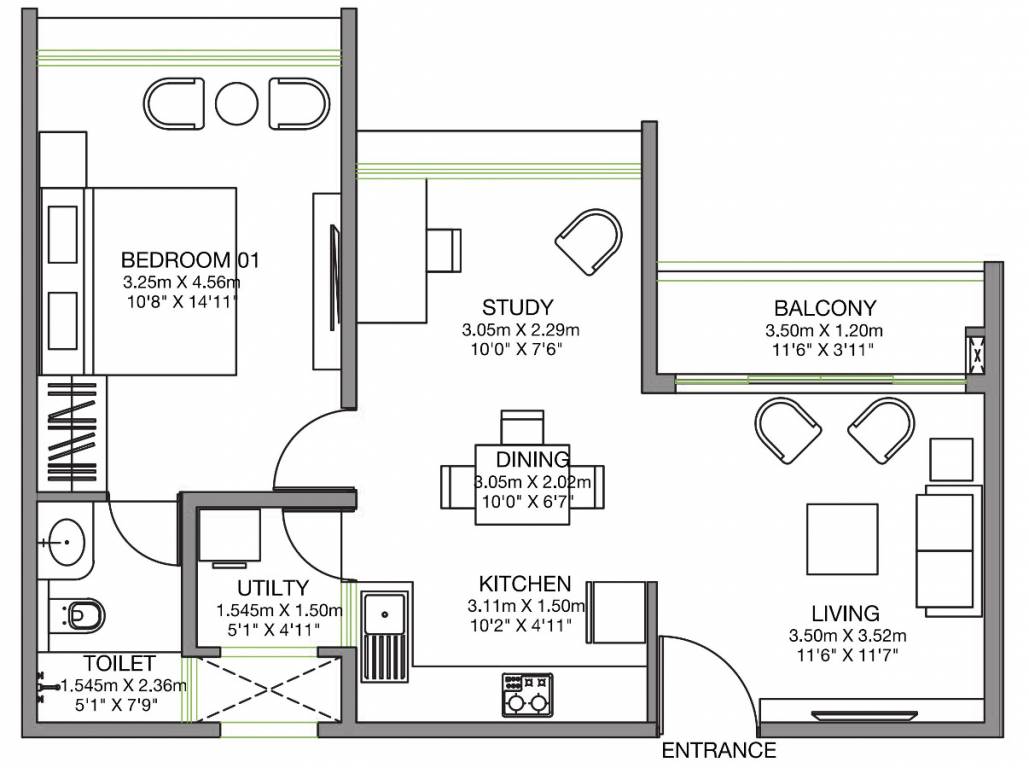 BEDROOM 01
3.25m X 4.56m
10'8" X 14'11"
STUDY
3.05m X 2.29m
10'0" X 7'6"
BALCONY
3.50m X 1.20m
11'6" X 3'11"
DINING
3.05m X 2.02m
10'0" X 6'7"
UTILTY
1.545m X 1.50m
5'1" X 4'11"
KITCHEN
3.11m X 1.50m
10'2" X 4'11"
LIVING
3.50m X 3.52m
11'6" X 11'7"
TOILET
1.545m X 2.36m
5'1" X 7'9"
ENTRANCE